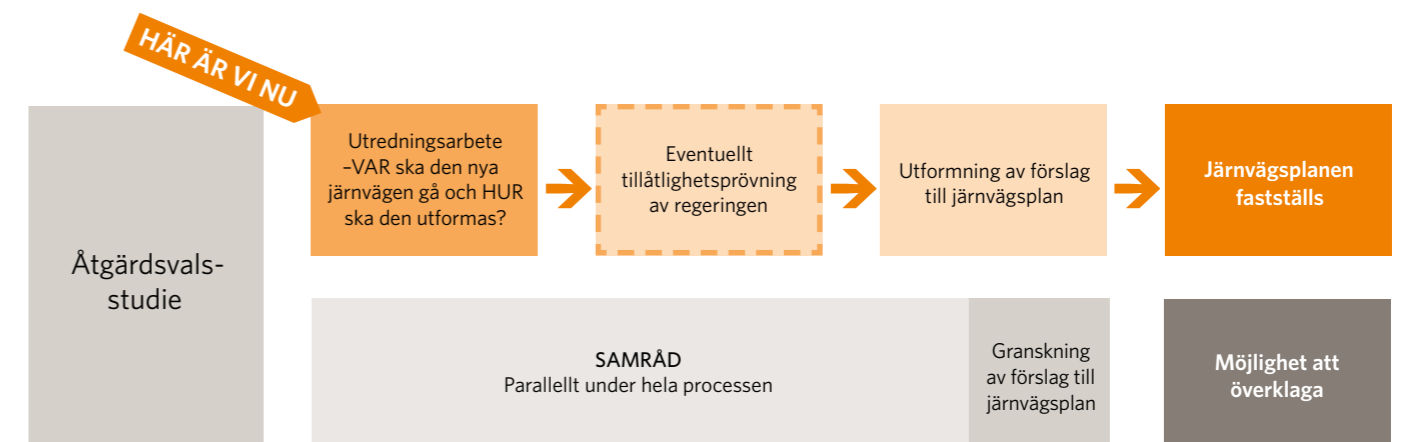 HÄR ÄR VI NU
Åtgärdsvals-
studie
Utredningsarbete
–VAR ska den nya
järnvägen gå och HUR
ska den utformas?
Eventuellt
tillåtlighetsprövning
av regeringen
Utformning av förslag
till järnvägsplan
Järnvägsplanen
fastställs
SAMRÅD
Parallellt under hela processen
Granskning
av förslag till
järnvägsplan
Möjlighet att
överklaga